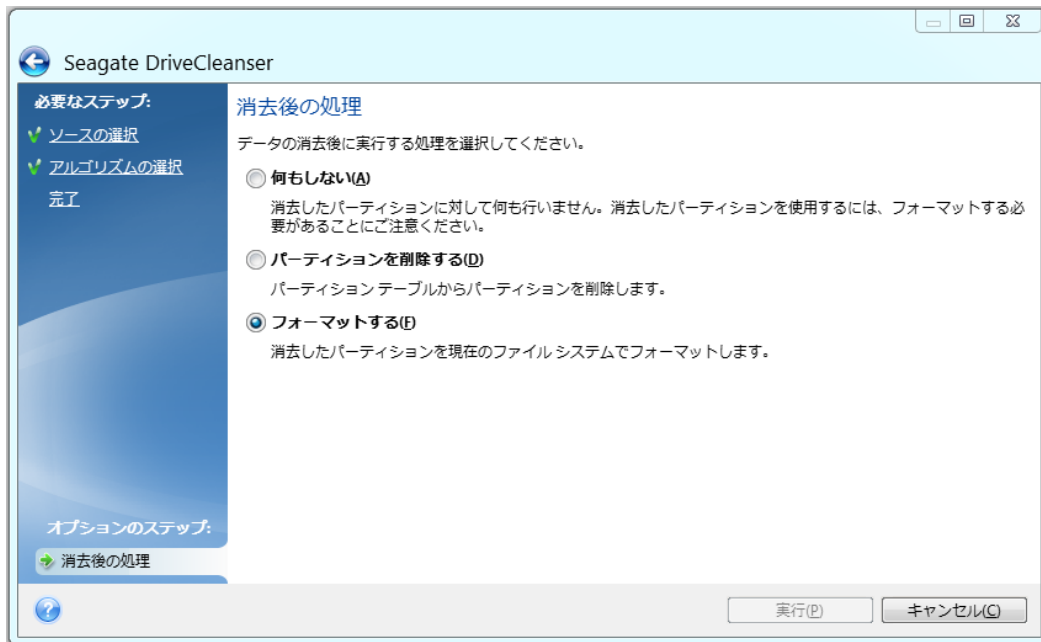 Seagate DriveCleanser
必要なステップ:
ソースの選択
アルゴリズムの選択
完了
消去後の処理
データの消去後に実行する処理を選択してください。
何もしない(A)
消去したパーティションに対して何も行いません。消去したパーティションを使用するには、フォーマットする必
要があることにご注意ください。
パーティションを削除する(D)
パーティション テーブルからパーティションを削除します。
フォーマットする(F)
消去したパーティションを現在のファイル システムでフォーマットします。
オプションのステップ:
消去後の処理
実行(P)
キャンセル(C)